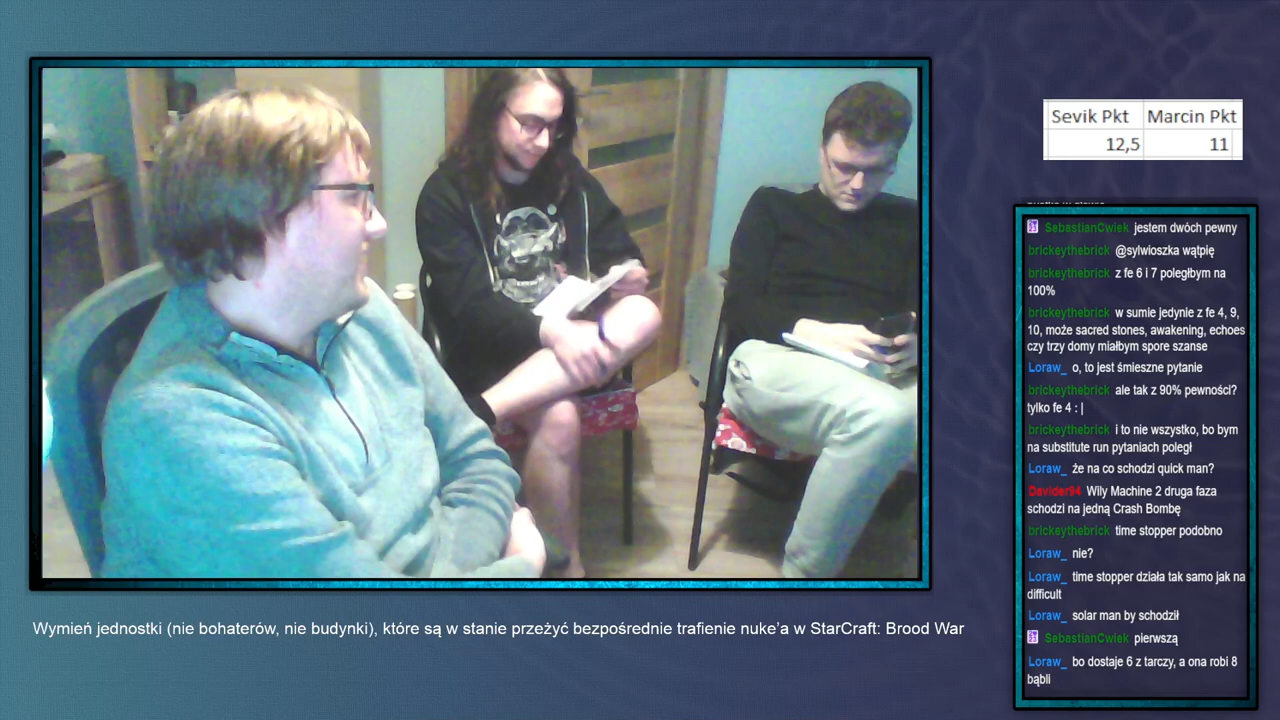 Sevik Pkt Marcin Pkt
12,5 11
SebastianCwiek jestem dwóch pewny
brickeythebrick @sylwioszka wątpię
brickeythebrick z fe 6 i 7 poległbym na
100%
brickeythebrick w sumie jedynie z fe 4, 9,
10, może sacred stones, awakening, echoes
czy trzy domy miałbym spore szanse
Loraw_ o, to jest śmieszne pytanie
brickeythebrick ale tak z 90% pewności?
tylko fe 4 : |
brickeythebrick i to nie wszystko, bo bym
na substitute run pytaniach poległ
Loraw_ że na co schodzi quick man?
Davider94 Wily Machine 2 druga faza
schodzi na jedną Crash Bombę
brickeythebrick time stopper podobno
Loraw_ nie?
Loraw_ time stopper działa tak samo jak na
difficult
Loraw_ solar man by schodził
SebastianCwiek pierwszą
Loraw_ bo dostaje 6 z tarczy, a ona robi 8
bąbli
Wymień jednostki (nie bohaterów, nie budynki), które są w stanie przeżyć bezpośrednie trafienie nuke’a w StarCraft: Brood War